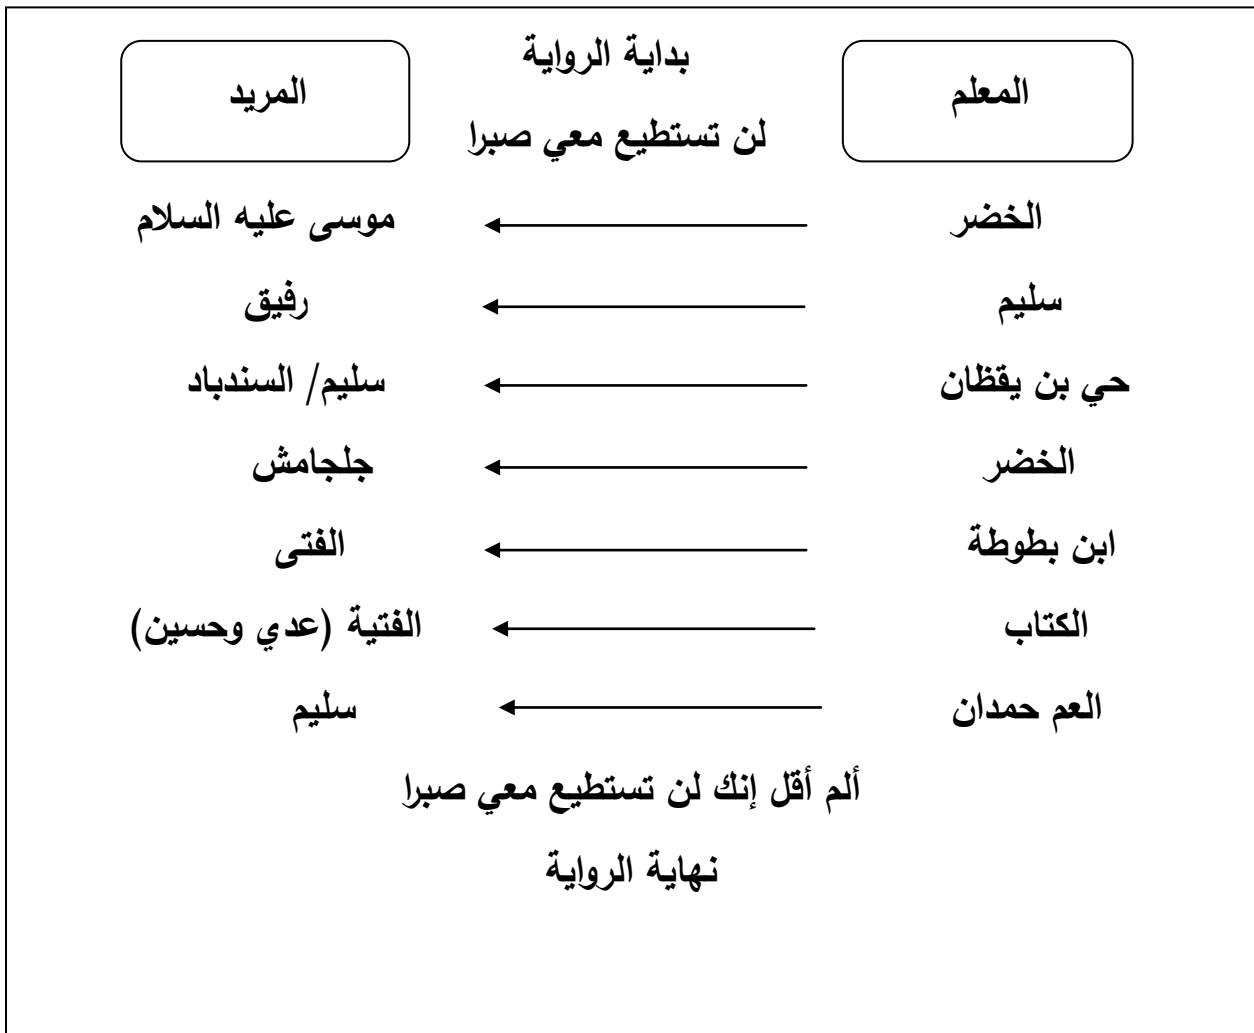 بداية الرواية
المعلم
المريد
لن تستطيع معي صبرا
الخضر موسى عليه السلام
سليم رفيق
حي بن يقظان سليم/ السندباد
الخضر جلجامش
ابن بطوطة الفتى
الكتاب الفتية (عدي وحسين)
العم حمدان سليم
ألم أقل إنك لن تستطيع معي صبرا
نهاية الرواية